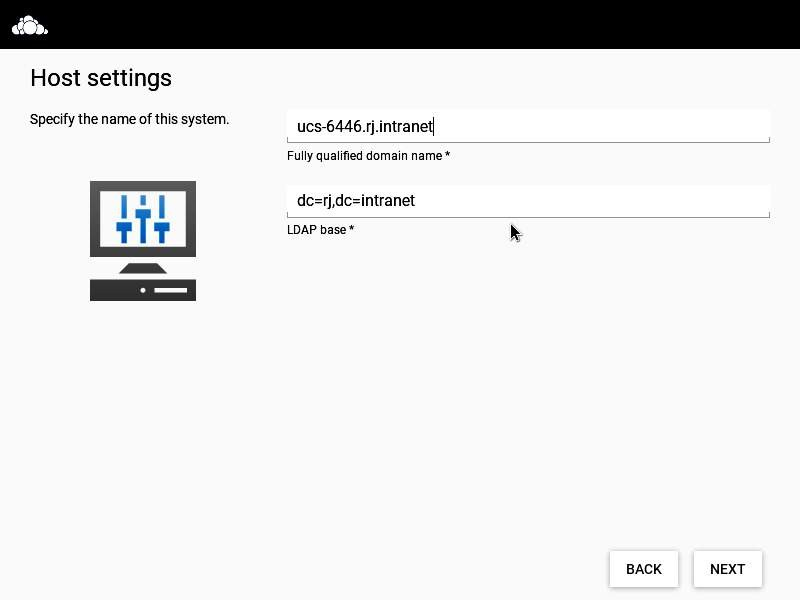 Host settings
Specify the name of this system.
ucs-6446.rj.intranet
Fully qualified domain name *
dc=rj,dc=intranet
LDAP base *
BACK
NEXT